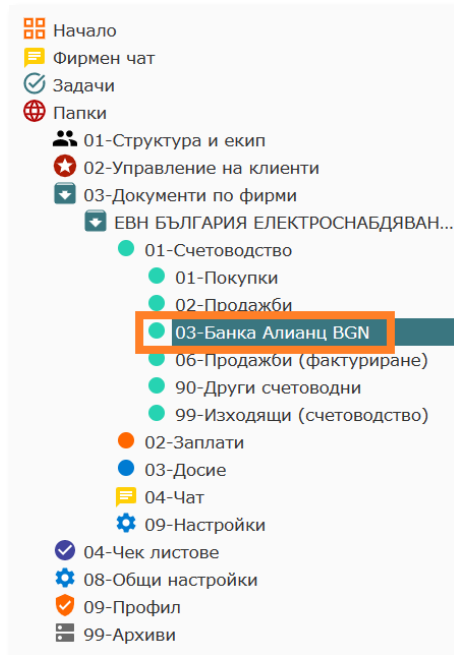 Начало
Фирмен чат
Задачи
Папки
01-Структура и екип
02-Управление на клиенти
03-Документи по фирми
ЕВН БЪЛГАРИЯ ЕЛЕКТРОСНАБДЯВАН...
01-Счетоводство
01-Покупки
02-Продажби
03-Банка Алианц BGN
06-Продажби (фактуриране)
90-Други счетоводни
99-Изходящи (счетоводство)
02-Заплати
03-Досие
04-Чат
09-Настройки
04-Чек листове
08-Общи настройки
09-Профил
99-Архиви